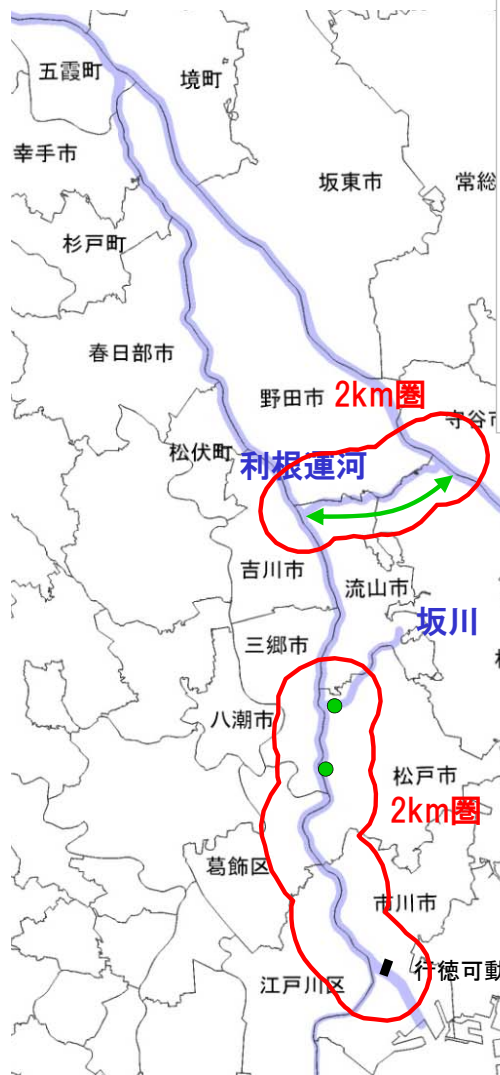 五霞町
境町
幸手市
坂東市
常総
杉戸町
春日部市
野田市
2km圏
守谷市
松伏町
利根運河
吉川市
流山市
坂川
三郷市
八潮市
松戸市
2km圏
葛飾区
市川市
行徳可動
江戸川区